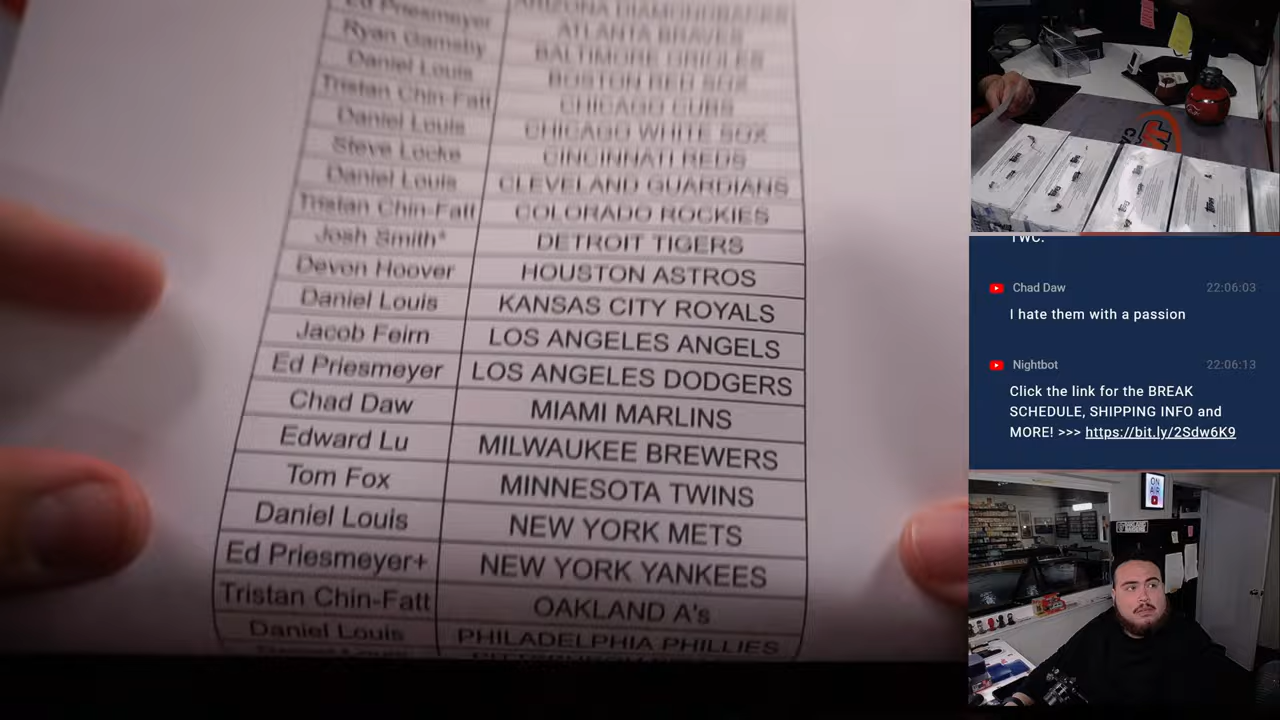 Ed Priesmeyer ARIZONA DIAMONDBACKS
Ryan Gamsby ATLANTA BRAVES
Daniel Louis BALTIMORE ORIOLES
Tristan Chin-Fatt BOSTON RED SOX
Daniel Louis CHICAGO CUBS
Steve Locke CHICAGO WHITE SOX
Daniel Louis CINCINNATI REDS
Tristan Chin-Fatt CLEVELAND GUARDIANS
Josh Smith* COLORADO ROCKIES
Devon Hoover DETROIT TIGERS
Daniel Louis HOUSTON ASTROS
Jacob Feirn KANSAS CITY ROYALS
Ed Priesmeyer LOS ANGELES ANGELS
Chad Daw LOS ANGELES DODGERS
Edward Lu MIAMI MARLINS
Tom Fox MILWAUKEE BREWERS
Daniel Louis MINNESOTA TWINS
Ed Priesmeyer+ NEW YORK METS
Tristan Chin-Fatt NEW YORK YANKEES
Daniel Louis OAKLAND A's
PHILADELPHIA PHILLIES
TWC.
Chad Daw 22:06:03
I hate them with a passion
Nightbot 22:06:13
Click the link for the BREAK
SCHEDULE, SHIPPING INFO and
MORE! >>> https://bit.ly/2Sdw6K9
ON
AIR
topps